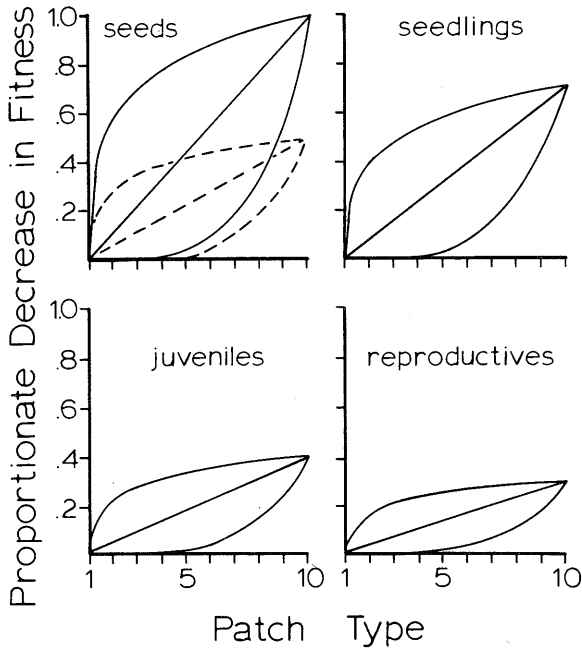 Proportionate Decrease in Fitness
seeds
1.0
.8
.6
.4
.2
seedlings
juveniles
1.0
.8
.6
.4
.2
1 5 10
reproductives
1 5 10
Patch Type